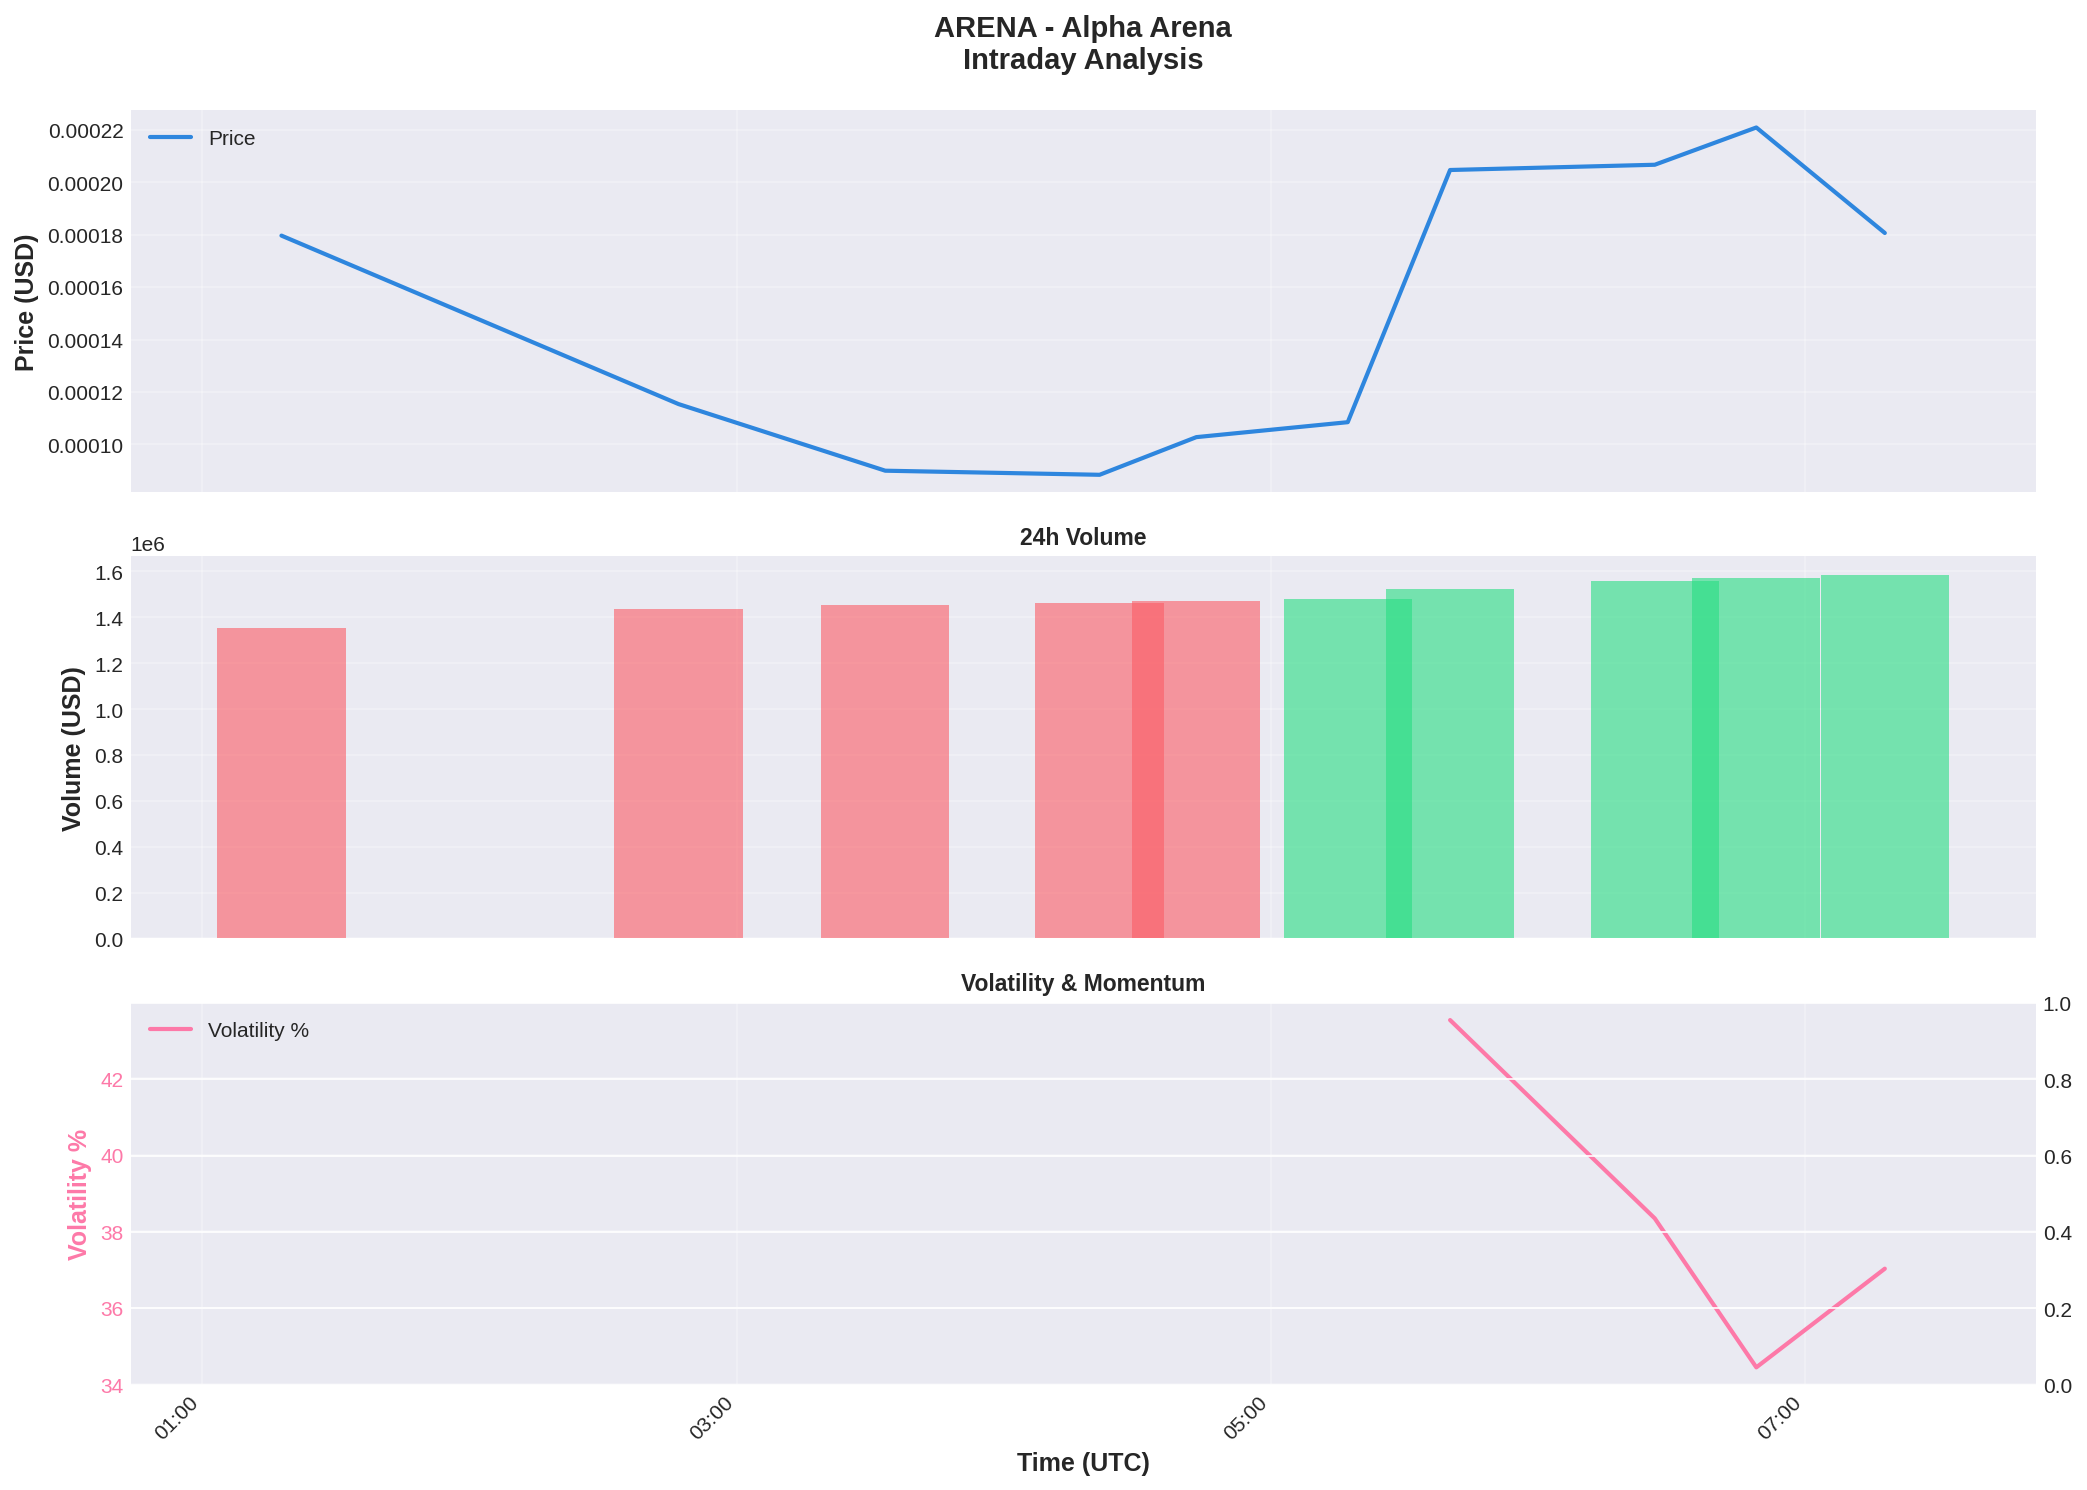 ARENA - Alpha Arena
Intraday Analysis
Price
0.00022
0.00020
0.00018
0.00016
0.00014
0.00012
0.00010
Price (USD)
24h Volume
1e6
1.6
1.4
1.2
1.0
0.8
0.6
0.4
0.2
0.0
Volume (USD)
Volatility & Momentum
Volatility %
42
40
38
36
34
Volatility %
1.0
0.8
0.6
0.4
0.2
0.0
01:00
03:00
05:00
07:00
Time (UTC)